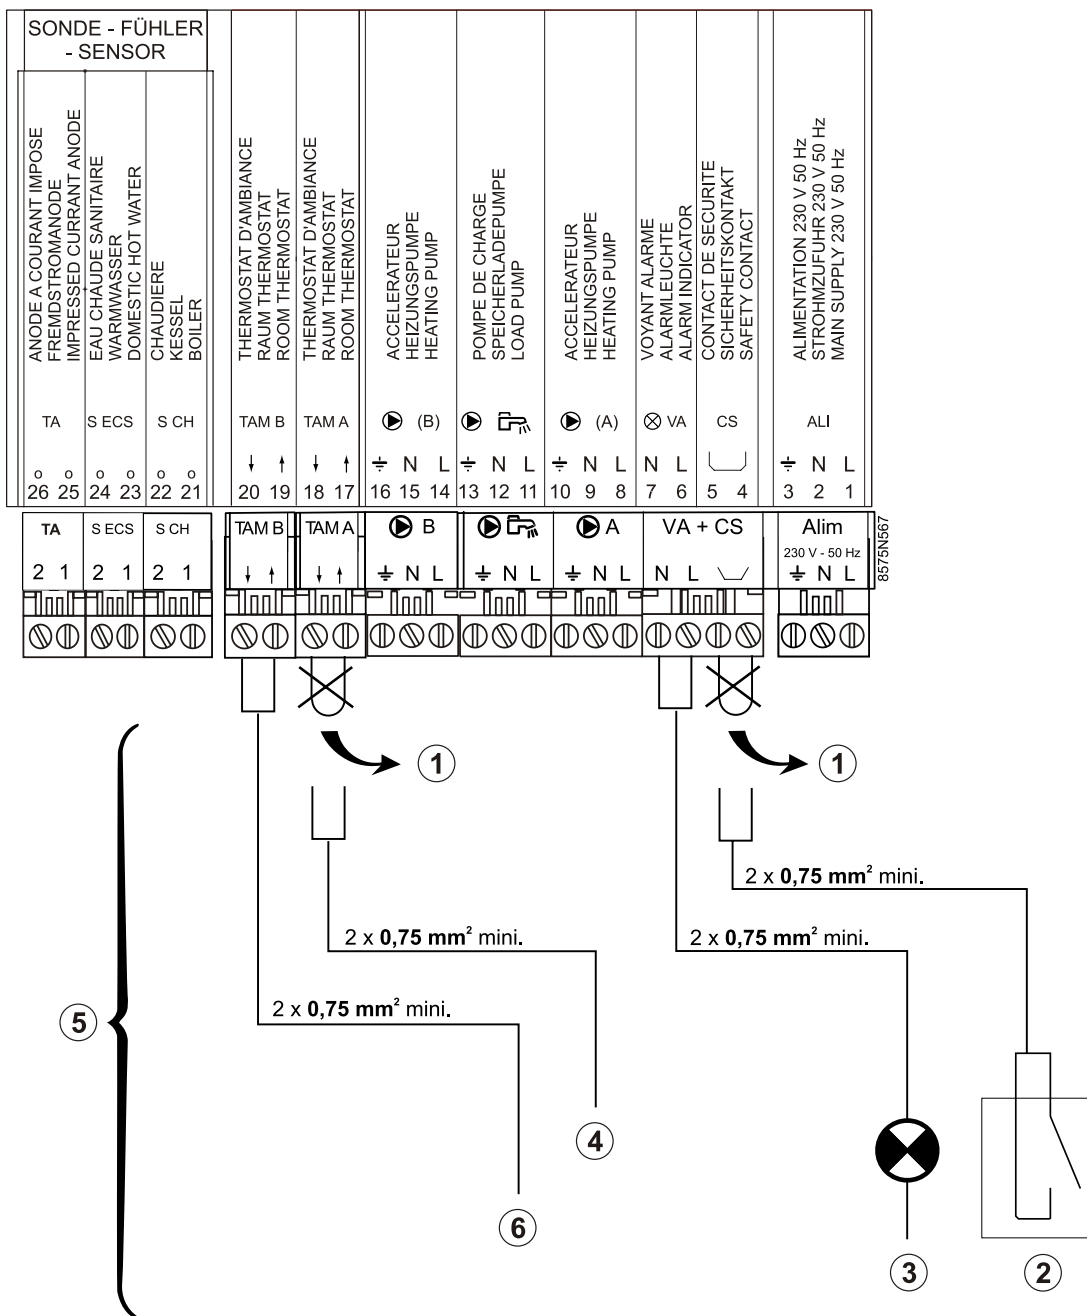 SONDE - FÜHLER
- SENSOR
ANODE A COURANT IMPOSE
FREMDSTROMANODE
IMPRESSED CURRANT ANODE
EAU CHAUDE SANITAIRE
WARMWASSER
DOMESTIC HOT WATER
CHAUDIERE
KESSEL
BOILER
THERMOSTAT D'AMBIANCE
RAUM THERMOSTAT
ROOM THERMOSTAT
THERMOSTAT D'AMBIANCE
RAUM THERMOSTAT
ROOM THERMOSTAT
ACCELERATEUR
HEIZUNGSPUMPE
HEATING PUMP
POMPE DE CHARGE
SPEICHERLADEPUMPE
LOAD PUMP
ACCELERATEUR
HEIZUNGSPUMPE
HEATING PUMP
VOYANT ALARME
ALARMLEUCHTE
ALARM INDICATOR
CONTACT DE SECURITE
SICHERHEITSKONTAKT
SAFETY CONTACT
ALIMENTATION 230 V 50 Hz
STROHMZUFUHR 230 V 50 Hz
MAIN SUPPLY 230 V 50 Hz
TA S ECS S CH TAM B TAM A (B) (A) VA CS ALI
↓ ↑ ↓ ↑ N L N L N L N L N L
26 25 24 23 22 21 20 19 18 17 16 15 14 13 12 11 10 9 8 7 6 5 4 3 2 1
TA S ECS S CH TAM B TAM A B A VA + CS Alim
230 V - 50 Hz
2 1 2 1 2 1 ↓ ↑ ↓ ↑ N L N L N L N L N L
8575N567
1
1
2 x 0,75 mm² mini.
2 x 0,75 mm² mini.
2 x 0,75 mm² mini.
2 x 0,75 mm² mini.
5
4
6
3
2